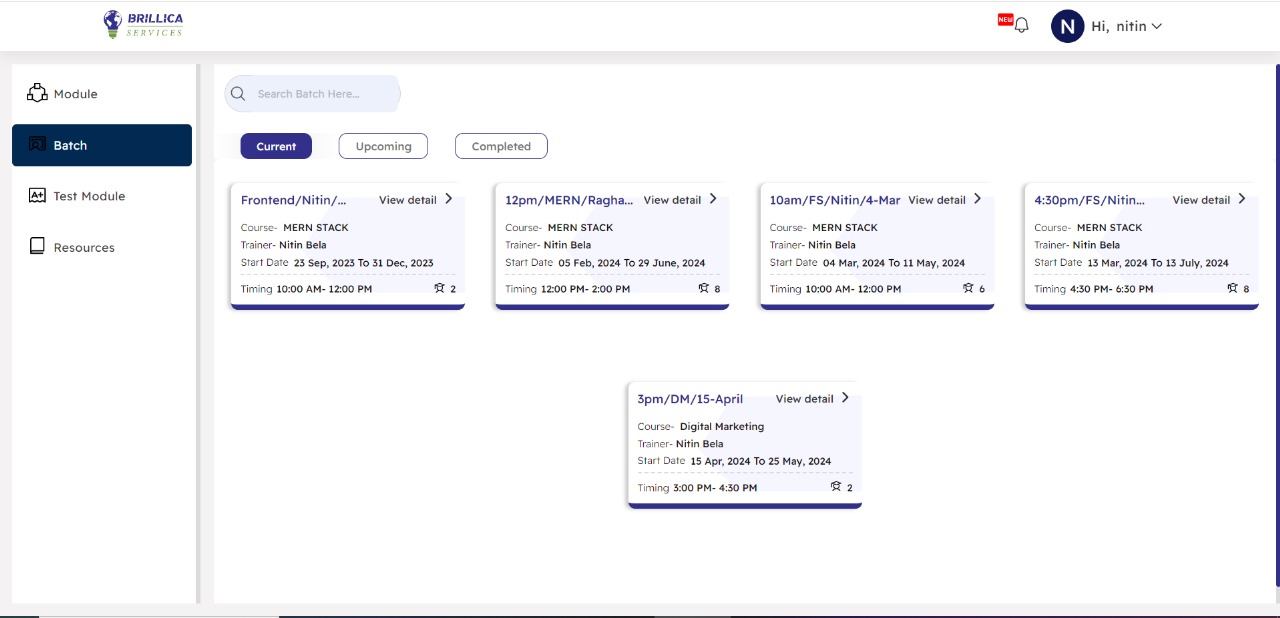 BRILLICA
SERVICES
NEW
N Hi, nitin
Module
Batch
Test Module
Resources
Search Batch Here...
Current Upcoming Completed
Frontend/Nitin/... View detail
Course- MERN STACK
Trainer- Nitin Bela
Start Date 23 Sep, 2023 To 31 Dec, 2023
Timing 10:00 AM- 12:00 PM 2
12pm/MERN/Ragha... View detail
Course- MERN STACK
Trainer- Nitin Bela
Start Date 05 Feb, 2024 To 29 June, 2024
Timing 12:00 PM- 2:00 PM 8
10am/FS/Nitin/4-Mar View detail
Course- MERN STACK
Trainer- Nitin Bela
Start Date 04 Mar, 2024 To 11 May, 2024
Timing 10:00 AM- 12:00 PM 6
4:30pm/FS/Nitin... View detail
Course- MERN STACK
Trainer- Nitin Bela
Start Date 13 Mar, 2024 To 13 July, 2024
Timing 4:30 PM- 6:30 PM 8
3pm/DM/15-April View detail
Course- Digital Marketing
Trainer- Nitin Bela
Start Date 15 Apr, 2024 To 25 May, 2024
Timing 3:00 PM- 4:30 PM 2